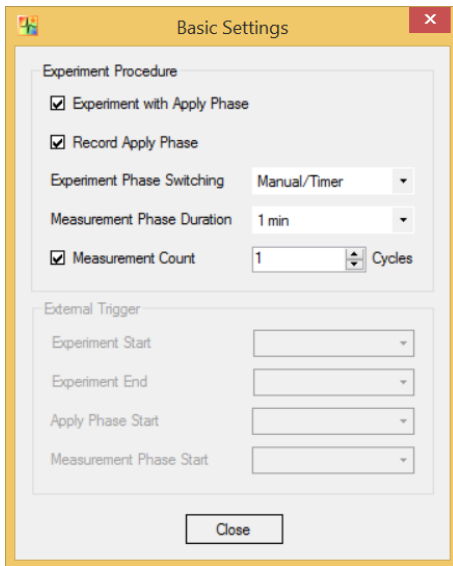 Basic Settings
Experiment Procedure
Experiment with Apply Phase
Record Apply Phase
Experiment Phase Switching Manual/Timer
Measurement Phase Duration 1 min
Measurement Count 1 Cycles
External Trigger
Experiment Start
Experiment End
Apply Phase Start
Measurement Phase Start
Close